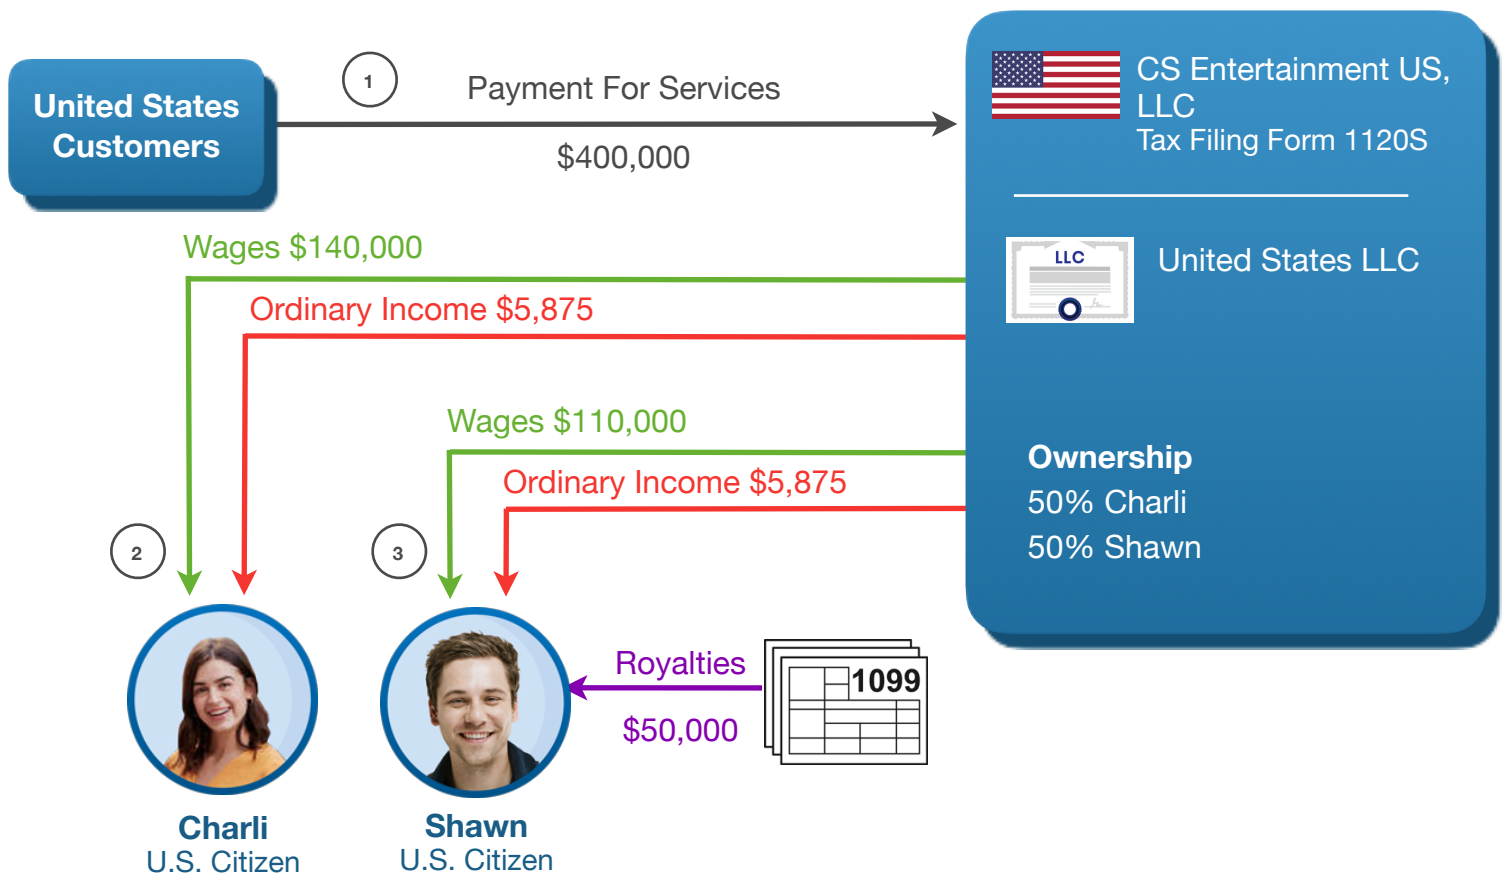 United States
Customers
1
Payment For Services
$400,000
CS Entertainment US,
LLC
Tax Filing Form 1120S
LLC
United States LLC
Wages $140,000
Ordinary Income $5,875
Wages $110,000
Ordinary Income $5,875
Ownership
50% Charli
50% Shawn
2
3
Royalties
$50,000
1099
Charli
U.S. Citizen
Shawn
U.S. Citizen